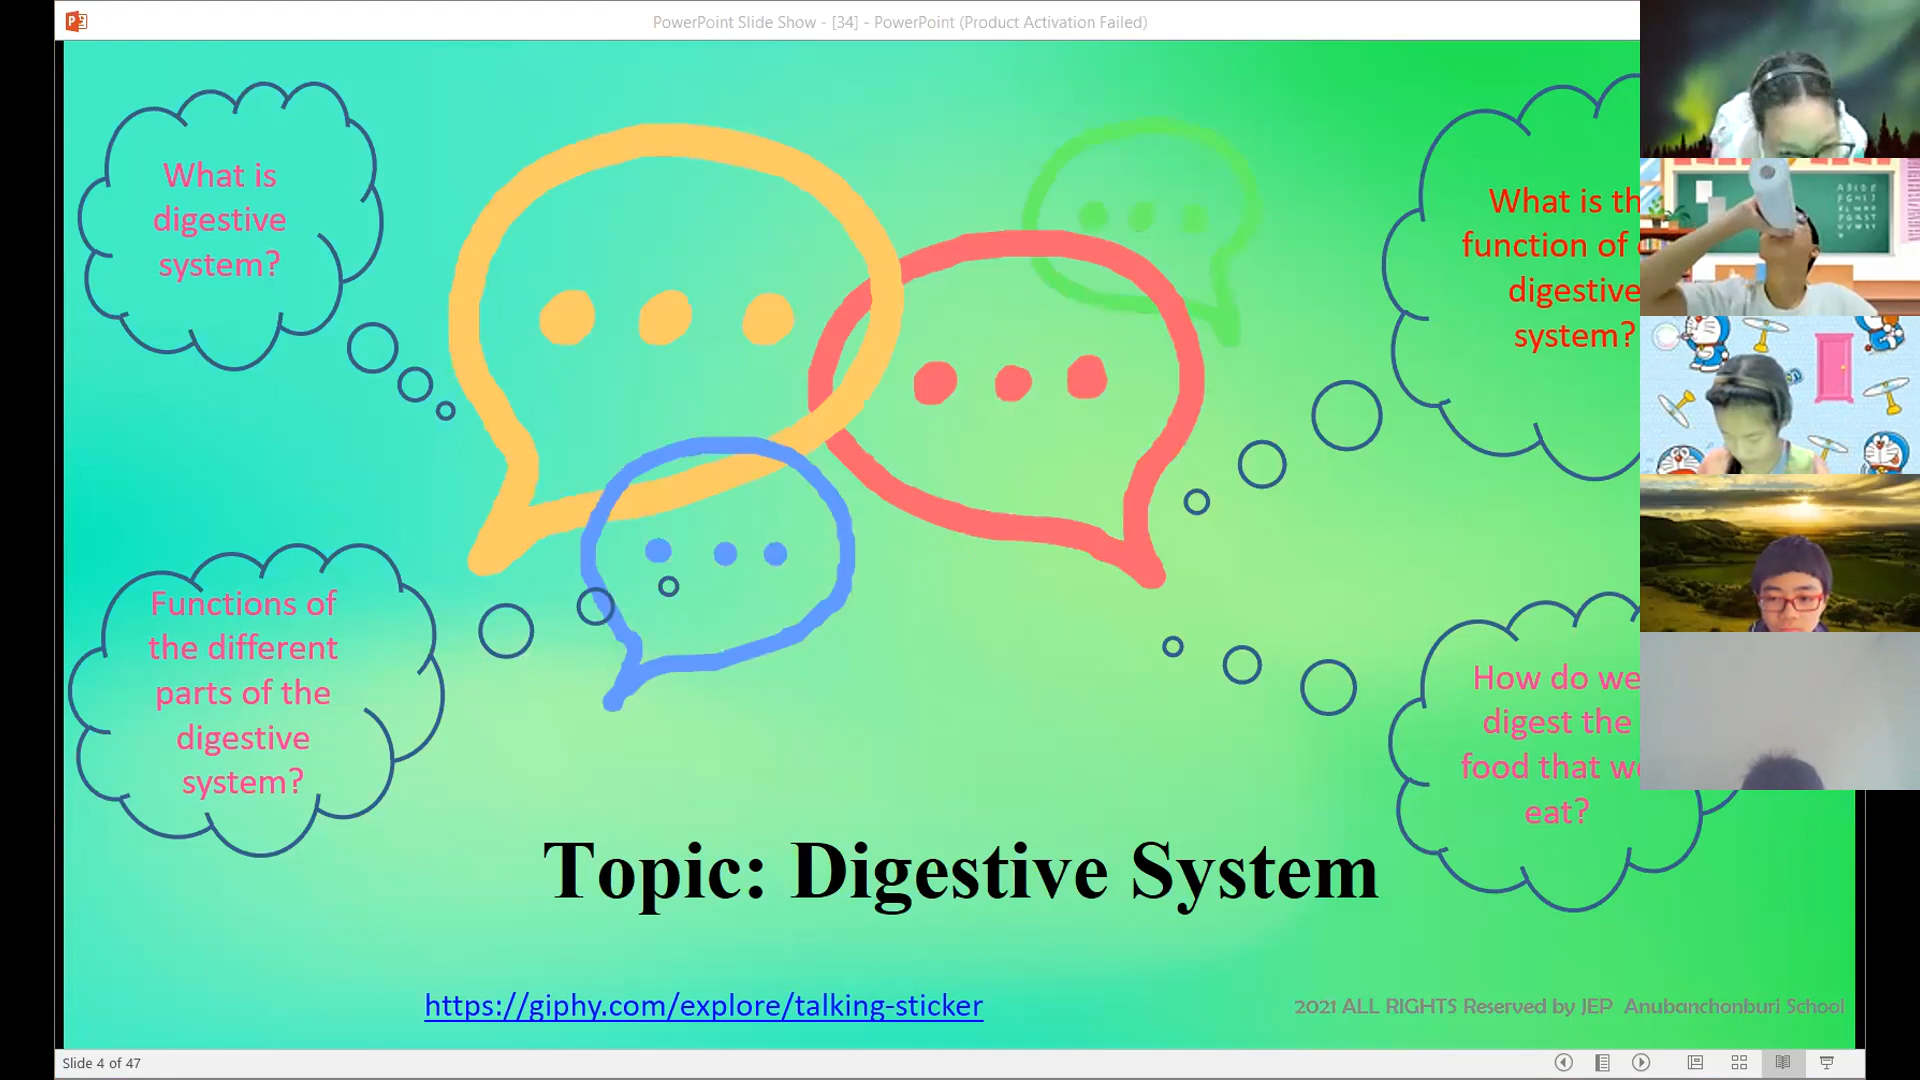 PowerPoint Slide Show - [34] - PowerPoint (Product Activation Failed)
What is
digestive
system?
What is th
function of
digestive
system?
Functions of
the different
parts of the
digestive
system?
How do we
digest the
food that we
eat?
Topic: Digestive System
https://giphy.com/explore/talking-sticker
2021 ALL RIGHTS Reserved by JEP Anubanchonburi School
Slide 4 of 47